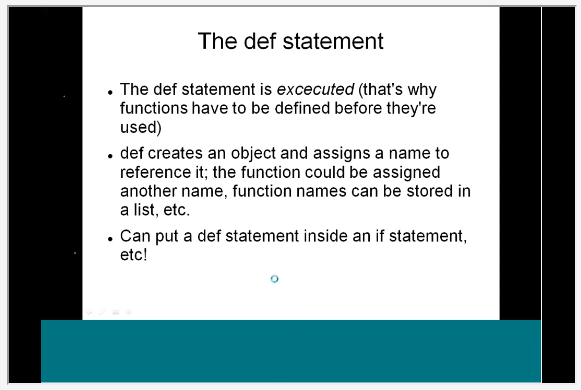 The def statement
• The def statement is excecuted (that's why
functions have to be defined before they're
used)
• def creates an object and assigns a name to
reference it; the function could be assigned
another name, function names can be stored in
a list, etc.
• Can put a def statement inside an if statement,
etc!